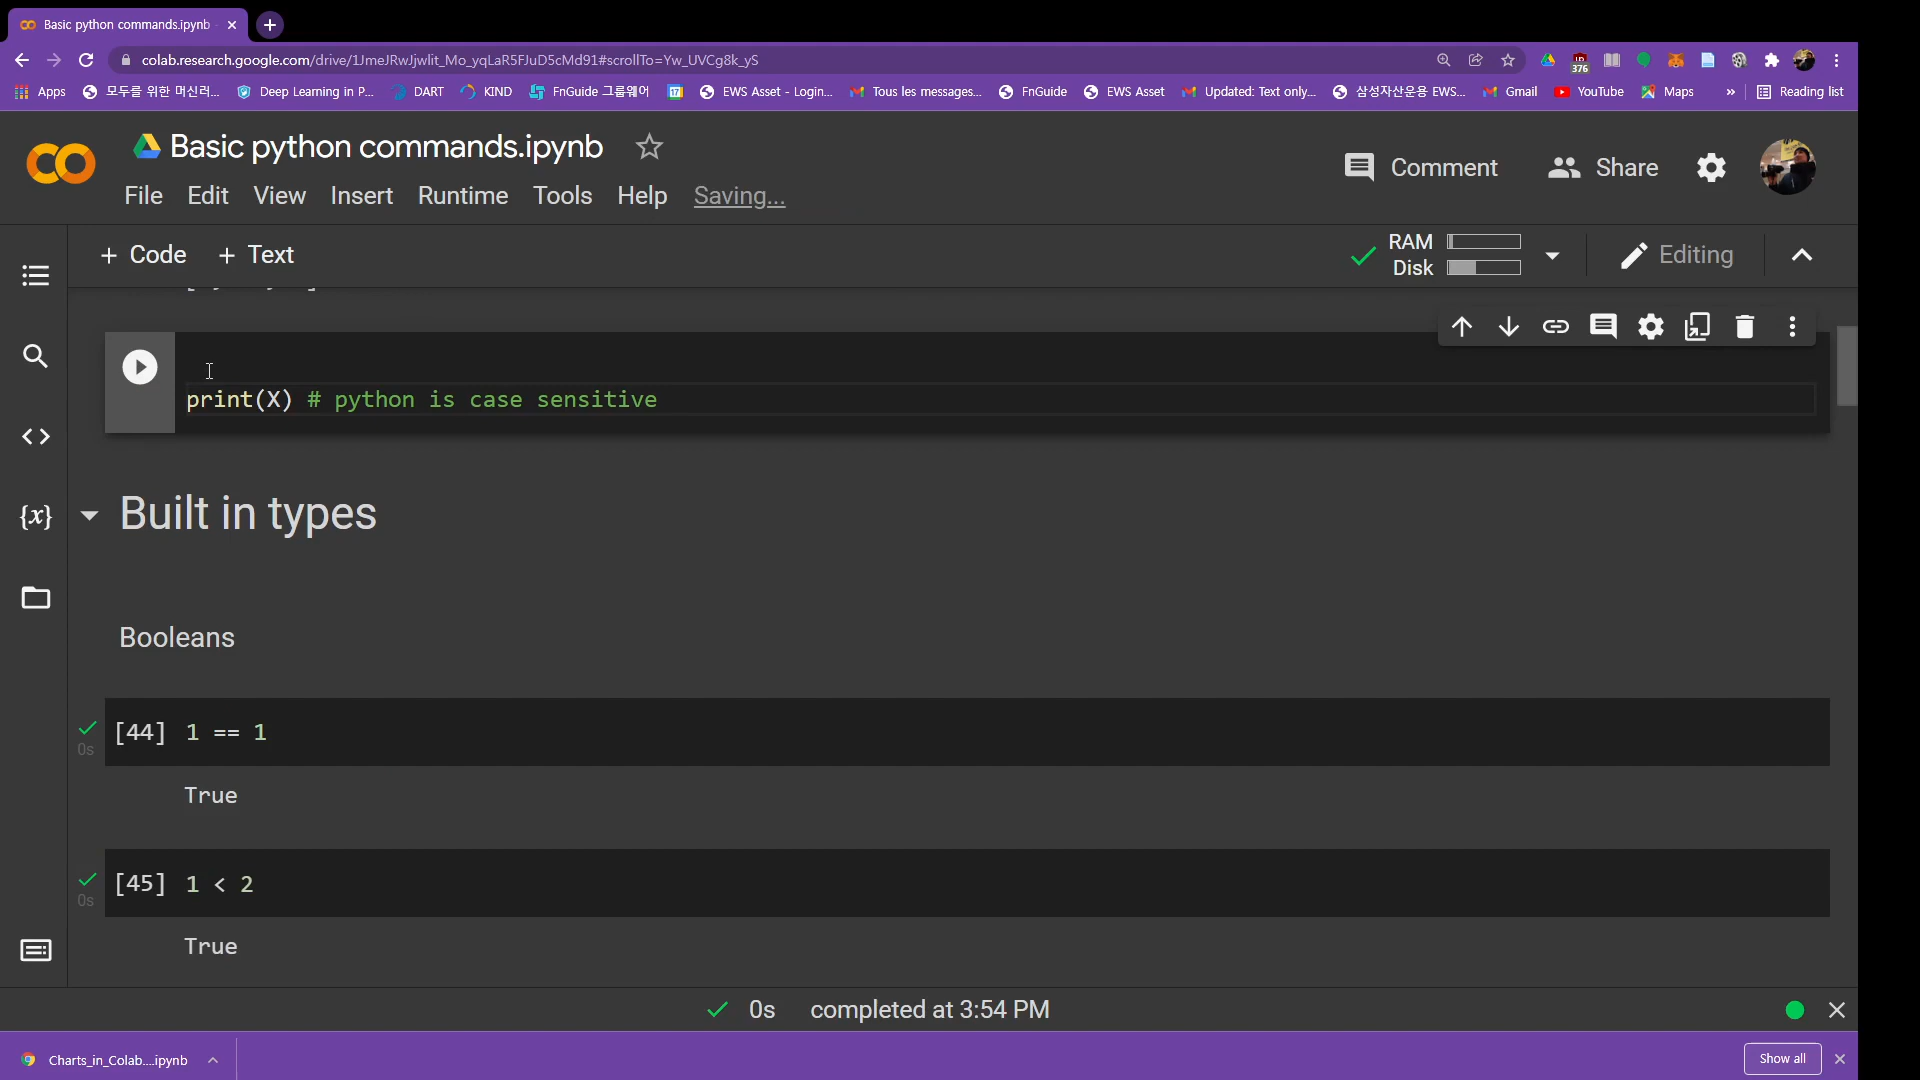 Basic python commands.ipynb
376
colab.research.google.com/drive/1JmeJRwJjwlit_Mo_yqLaR5FJuD5cMd91#scrollTo=Yw_UVCg8k_yS
Apps 모두를 위한 머신러... Deep Learning in P... DART KIND FnGuide 그룹웨어 17 EWS Asset - Login... Tous les messages... FnGuide EWS Asset Updated: Text only... 삼성자산운용 EWS... Gmail YouTube Maps » Reading list
Basic python commands.ipynb
Comment Share
File Edit View Insert Runtime Tools Help Saving...
+ Code + Text
RAM
Disk
Editing
print(X) # python is case sensitive
{x}
Built in types
Booleans
[44] 1 == 1
0s
True
[45] 1 < 2
0s
True
0s completed at 3:54 PM
Charts_in_Colab....ipynb
Show all